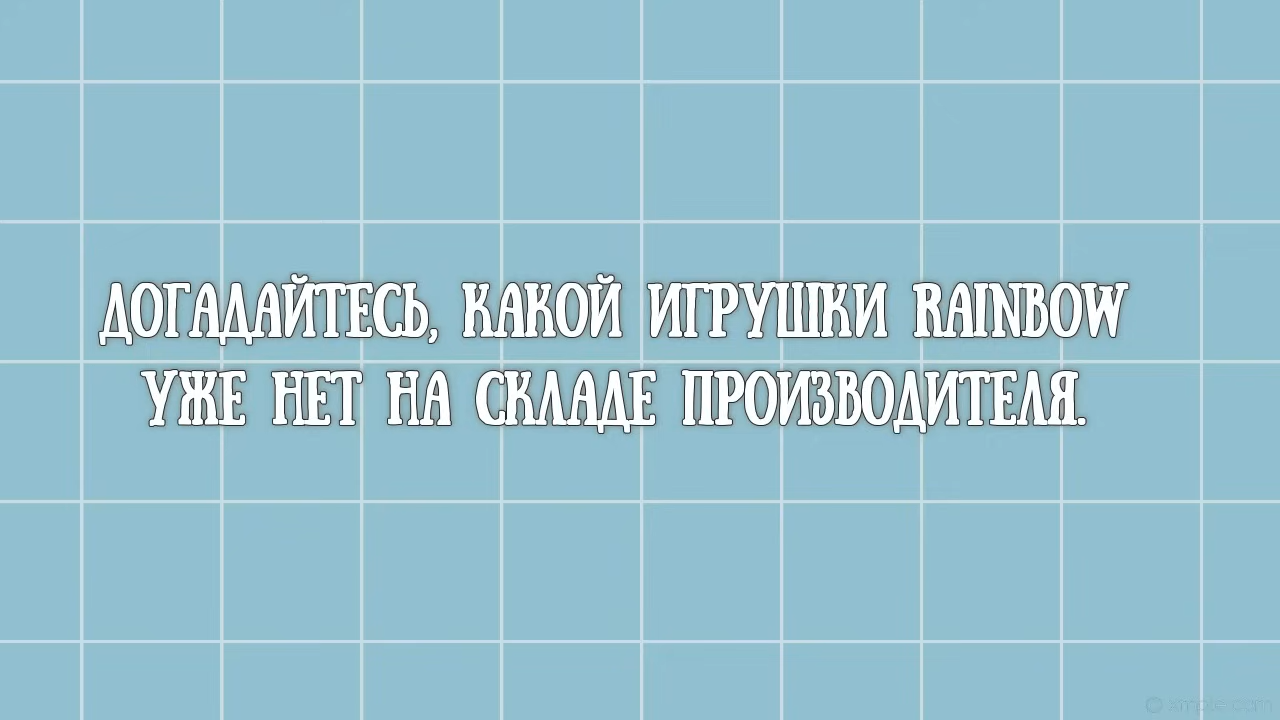 ДОГАДАЙТЕСЬ, КАКОЙ ИГРУШКИ RAINBOW
УЖЕ НЕТ НА СКЛАДЕ ПРОИЗВОДИТЕЛЯ.